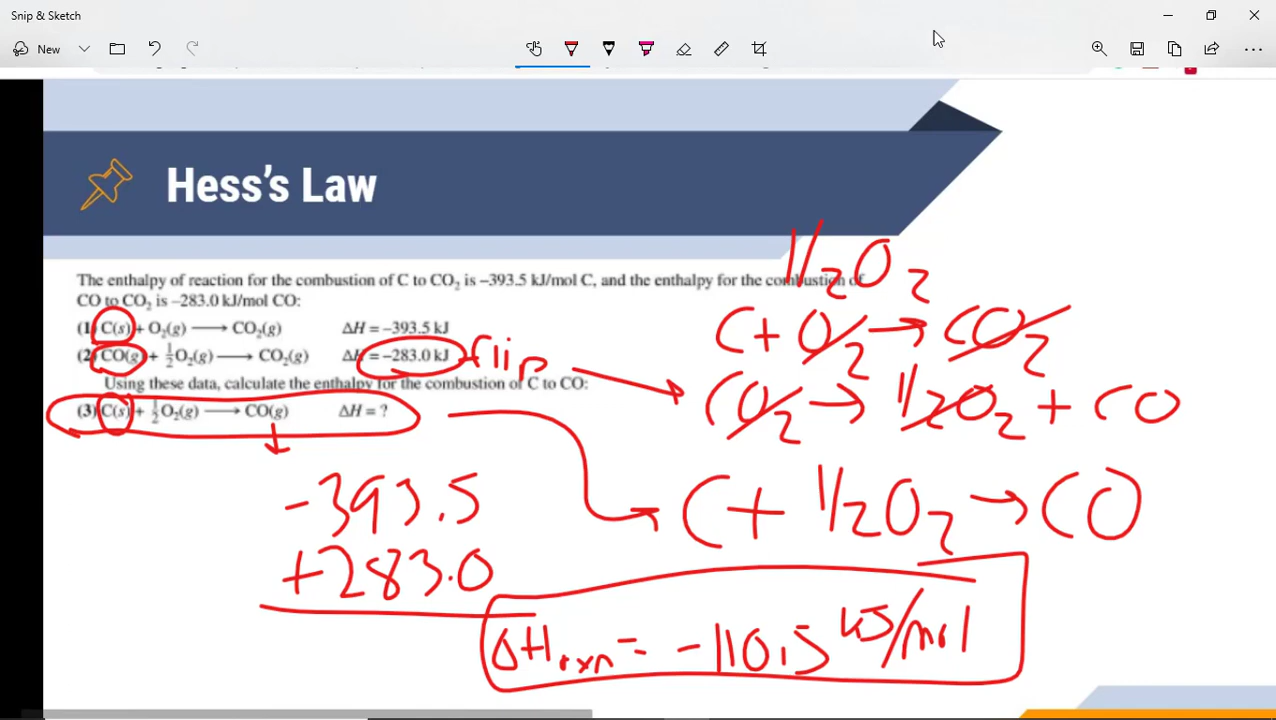 Snip & Sketch
New
Hess's Law
The enthalpy of reaction for the combustion of C to CO₂ is –393.5 kJ/mol C, and the enthalpy for the combustion of
CO to CO₂ is –283.0 kJ/mol CO:
(1) C(s) + O₂(g) ⟶ CO₂(g) ΔH = –393.5 kJ
(2) CO(g) + ½O₂(g) ⟶ CO₂(g) ΔH = –283.0 kJ
flip
Using these data, calculate the enthalpy for the combustion of C to CO:
(3) C(s) + ½O₂(g) ⟶ CO(g) ΔH = ?
1/2O₂
C + O₂ → CO₂
CO₂ → 1/2O₂ + CO
C + 1/2O₂ → CO
-393.5
+283.0
ΔHrxn = -110.5 kJ/mol